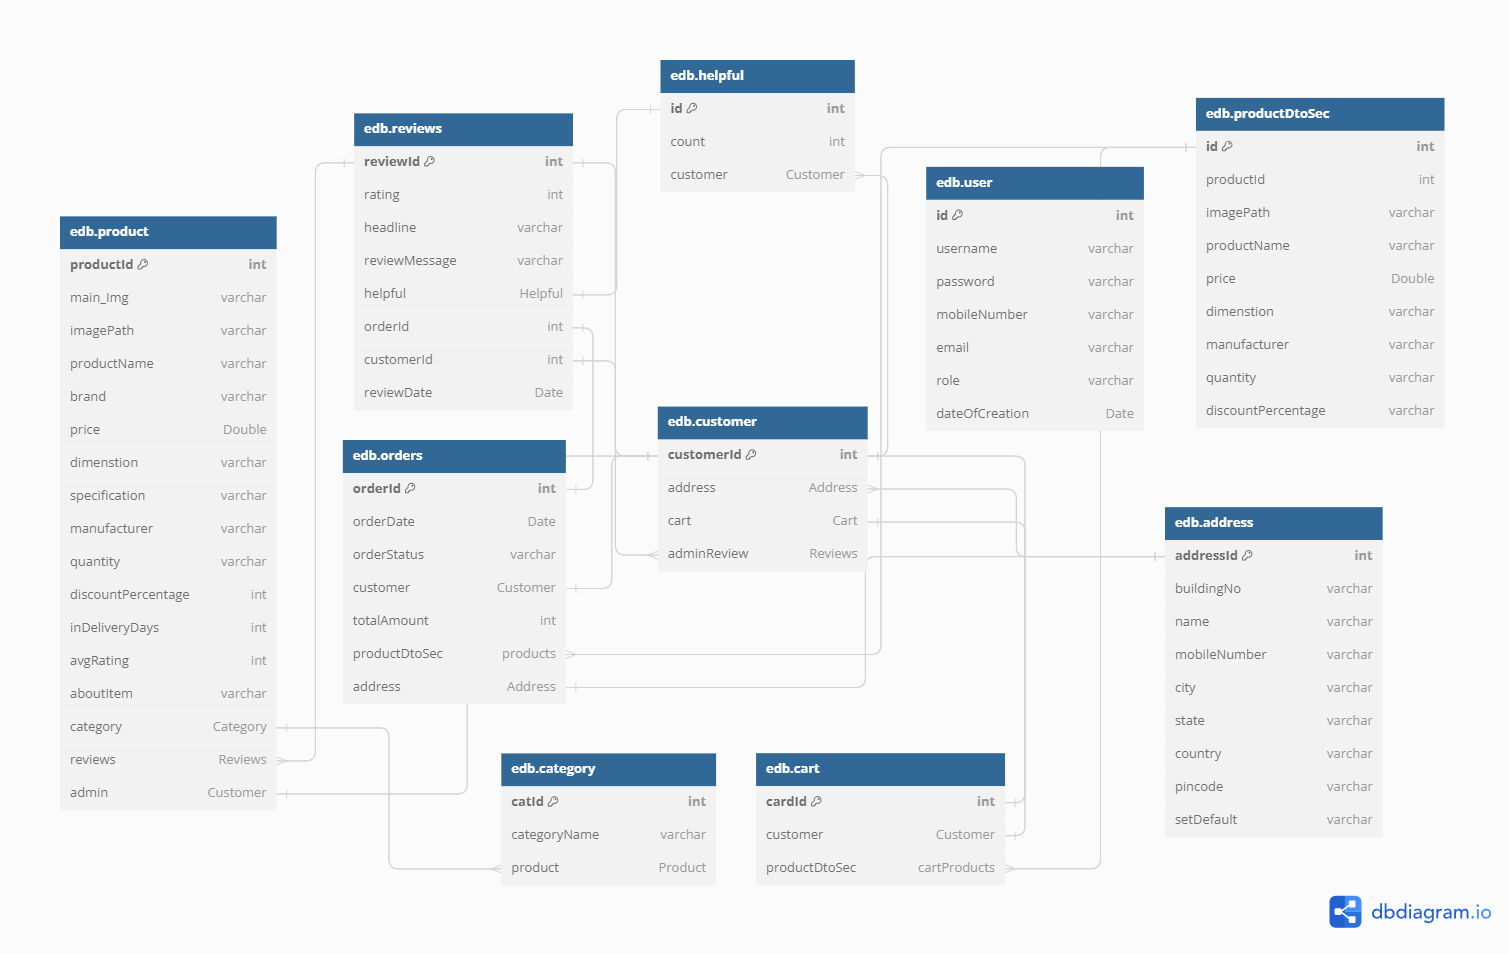 edb.helpful
id int
count int
customer Customer
edb.productDtoSec
id int
productId int
imagePath varchar
productName varchar
price Double
dimenstion varchar
manufacturer varchar
quantity varchar
discountPercentage varchar
edb.reviews
reviewId int
rating int
headline varchar
reviewMessage varchar
helpful Helpful
orderId int
customerId int
reviewDate Date
edb.user
id int
username varchar
password varchar
mobileNumber varchar
email varchar
role varchar
dateOfCreation Date
edb.product
productId int
main_Img varchar
imagePath varchar
productName varchar
brand varchar
price Double
dimenstion varchar
specification varchar
manufacturer varchar
quantity varchar
discountPercentage int
inDeliveryDays int
avgRating int
aboutItem varchar
category Category
reviews Reviews
admin Customer
edb.customer
customerId int
address Address
cart Cart
adminReview Reviews
edb.orders
orderId int
orderDate Date
orderStatus varchar
customer Customer
totalAmount int
productDtoSec products
address Address
edb.address
addressId int
buildingNo varchar
name varchar
mobileNumber varchar
city varchar
state varchar
country varchar
pincode varchar
setDefault varchar
edb.category
catId int
categoryName varchar
product Product
edb.cart
cardId int
customer Customer
productDtoSec cartProducts
dbdiagram.io